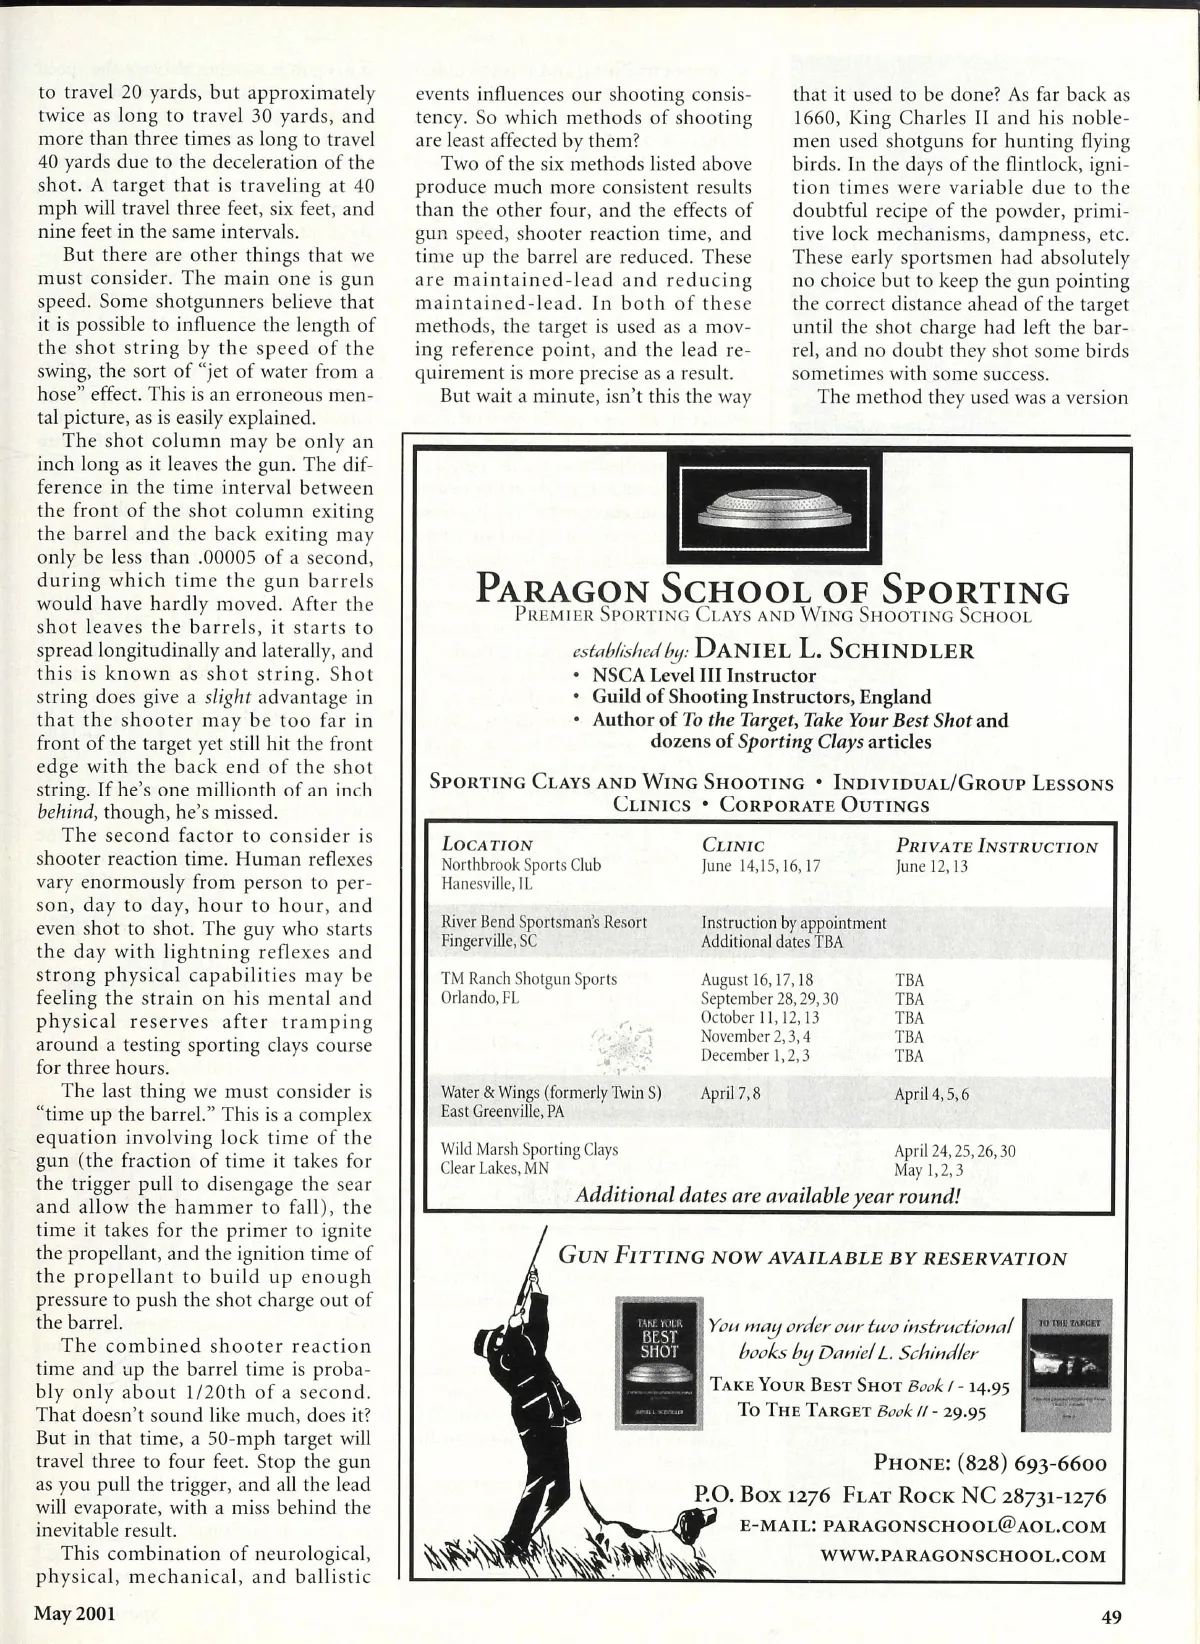 to travel 20 yards, but approximately
twice as long to travel 30 yards, and
more than three times as long to travel
40 yards due to the deceleration of the
shot. A target that is traveling at 40
mph will travel three feet, six feet, and
nine feet in the same intervals.
But there are other things that we
must consider. The main one is gun
speed. Some shotgunners believe that
it is possible to influence the length of
the shot string by the speed of the
swing, the sort of “jet of water from a
hose” effect. This is an erroneous men-
tal picture, as is easily explained.
The shot column may be only an
inch long as it leaves the gun. The dif-
ference in the time interval between
the front of the shot column exiting
the barrel and the back exiting may
only be less than .00005 of a second,
during which time the gun barrels
would have hardly moved. After the
shot leaves the barrels, it starts to
spread longitudinally and laterally, and
this is known as shot string. Shot
string does give a slight advantage in
that the shooter may be too far in
front of the target yet still hit the front
edge with the back end of the shot
string. If he’s one millionth of an inch
behind, though, he’s missed.
The second factor to consider is
shooter reaction time. Human reflexes
vary enormously from person to per-
son, day to day, hour to hour, and
even shot to shot. The guy who starts
the day with lightning reflexes and
strong physical capabilities may be
feeling the strain on his mental and
physical reserves after tramping
around a testing sporting clays course
for three hours.
The last thing we must consider is
“time up the barrel.” This is a complex
equation involving lock time of the
gun (the fraction of time it takes for
the trigger pull to disengage the sear
and allow the hammer to fall), the
time it takes for the primer to ignite
the propellant, and the ignition time of
the propellant to build up enough
pressure to push the shot charge out of
the barrel.
The combined shooter reaction
time and up the barrel time is proba-
bly only about 1/20th of a second.
That doesn’t sound like much, does it?
But in that time, a 50-mph target will
travel three to four feet. Stop the gun
as you pull the trigger, and all the lead
will evaporate, with a miss behind the
inevitable result.
This combination of neurological,
physical, mechanical, and ballistic
events influences our shooting consis-
tency. So which methods of shooting
are least affected by them?
Two of the six methods listed above
produce much more consistent results
than the other four, and the effects of
gun speed, shooter reaction time, and
time up the barrel are reduced. These
are maintained-lead and reducing
maintained-lead. In both of these
methods, the target is used as a mov-
ing reference point, and the lead re-
quirement is more precise as a result.
But wait a minute, isn’t this the way
that it used to be done? As far back as
1660, King Charles II and his noble-
men used shotguns for hunting flying
birds. In the days of the flintlock, igni-
tion times were variable due to the
doubtful recipe of the powder, primi-
tive lock mechanisms, dampness, etc.
These early sportsmen had absolutely
no choice but to keep the gun pointing
the correct distance ahead of the target
until the shot charge had left the bar-
rel, and no doubt they shot some birds
sometimes with some success.
The method they used was a version
PARAGON SCHOOL OF SPORTING
PREMIER SPORTING CLAYS AND WING SHOOTING SCHOOL
established by: DANIEL L. SCHINDLER
• NSCA Level III Instructor
• Guild of Shooting Instructors, England
• Author of To the Target, Take Your Best Shot and
dozens of Sporting Clays articles
SPORTING CLAYS AND WING SHOOTING • INDIVIDUAL/GROUP LESSONS
CLINICS • CORPORATE OUTINGS
LOCATION CLINIC PRIVATE INSTRUCTION
Northbrook Sports Club June 14,15,16,17 June 12,13
Hanesville, IL
River Bend Sportsman’s Resort Instruction by appointment
Fingerville, SC Additional dates TBA
TM Ranch Shotgun Sports August 16,17,18 TBA
Orlando, FL September 28,29,30 TBA
October 11,12,13 TBA
November 2,3,4 TBA
December 1,2,3 TBA
Water & Wings (formerly Twin S) April 7,8 April 4,5,6
East Greenville, PA
Wild Marsh Sporting Clays April 24,25,26,30
Clear Lakes, MN May 1,2,3
Additional dates are available year round!
GUN FITTING NOW AVAILABLE BY RESERVATION
TAKE YOUR
BEST
SHOT
DANIEL L. SCHINDLER
You may order our two instructional
books by Daniel L. Schindler
TAKE YOUR BEST SHOT Book I - 14.95
TO THE TARGET Book II - 29.95
TO THE TARGET
PHONE: (828) 693-6600
P.O. BOX 1276 FLAT ROCK NC 28731-1276
E-MAIL: PARAGONSCHOOL@AOL.COM
WWW.PARAGONSCHOOL.COM
May 2001
49